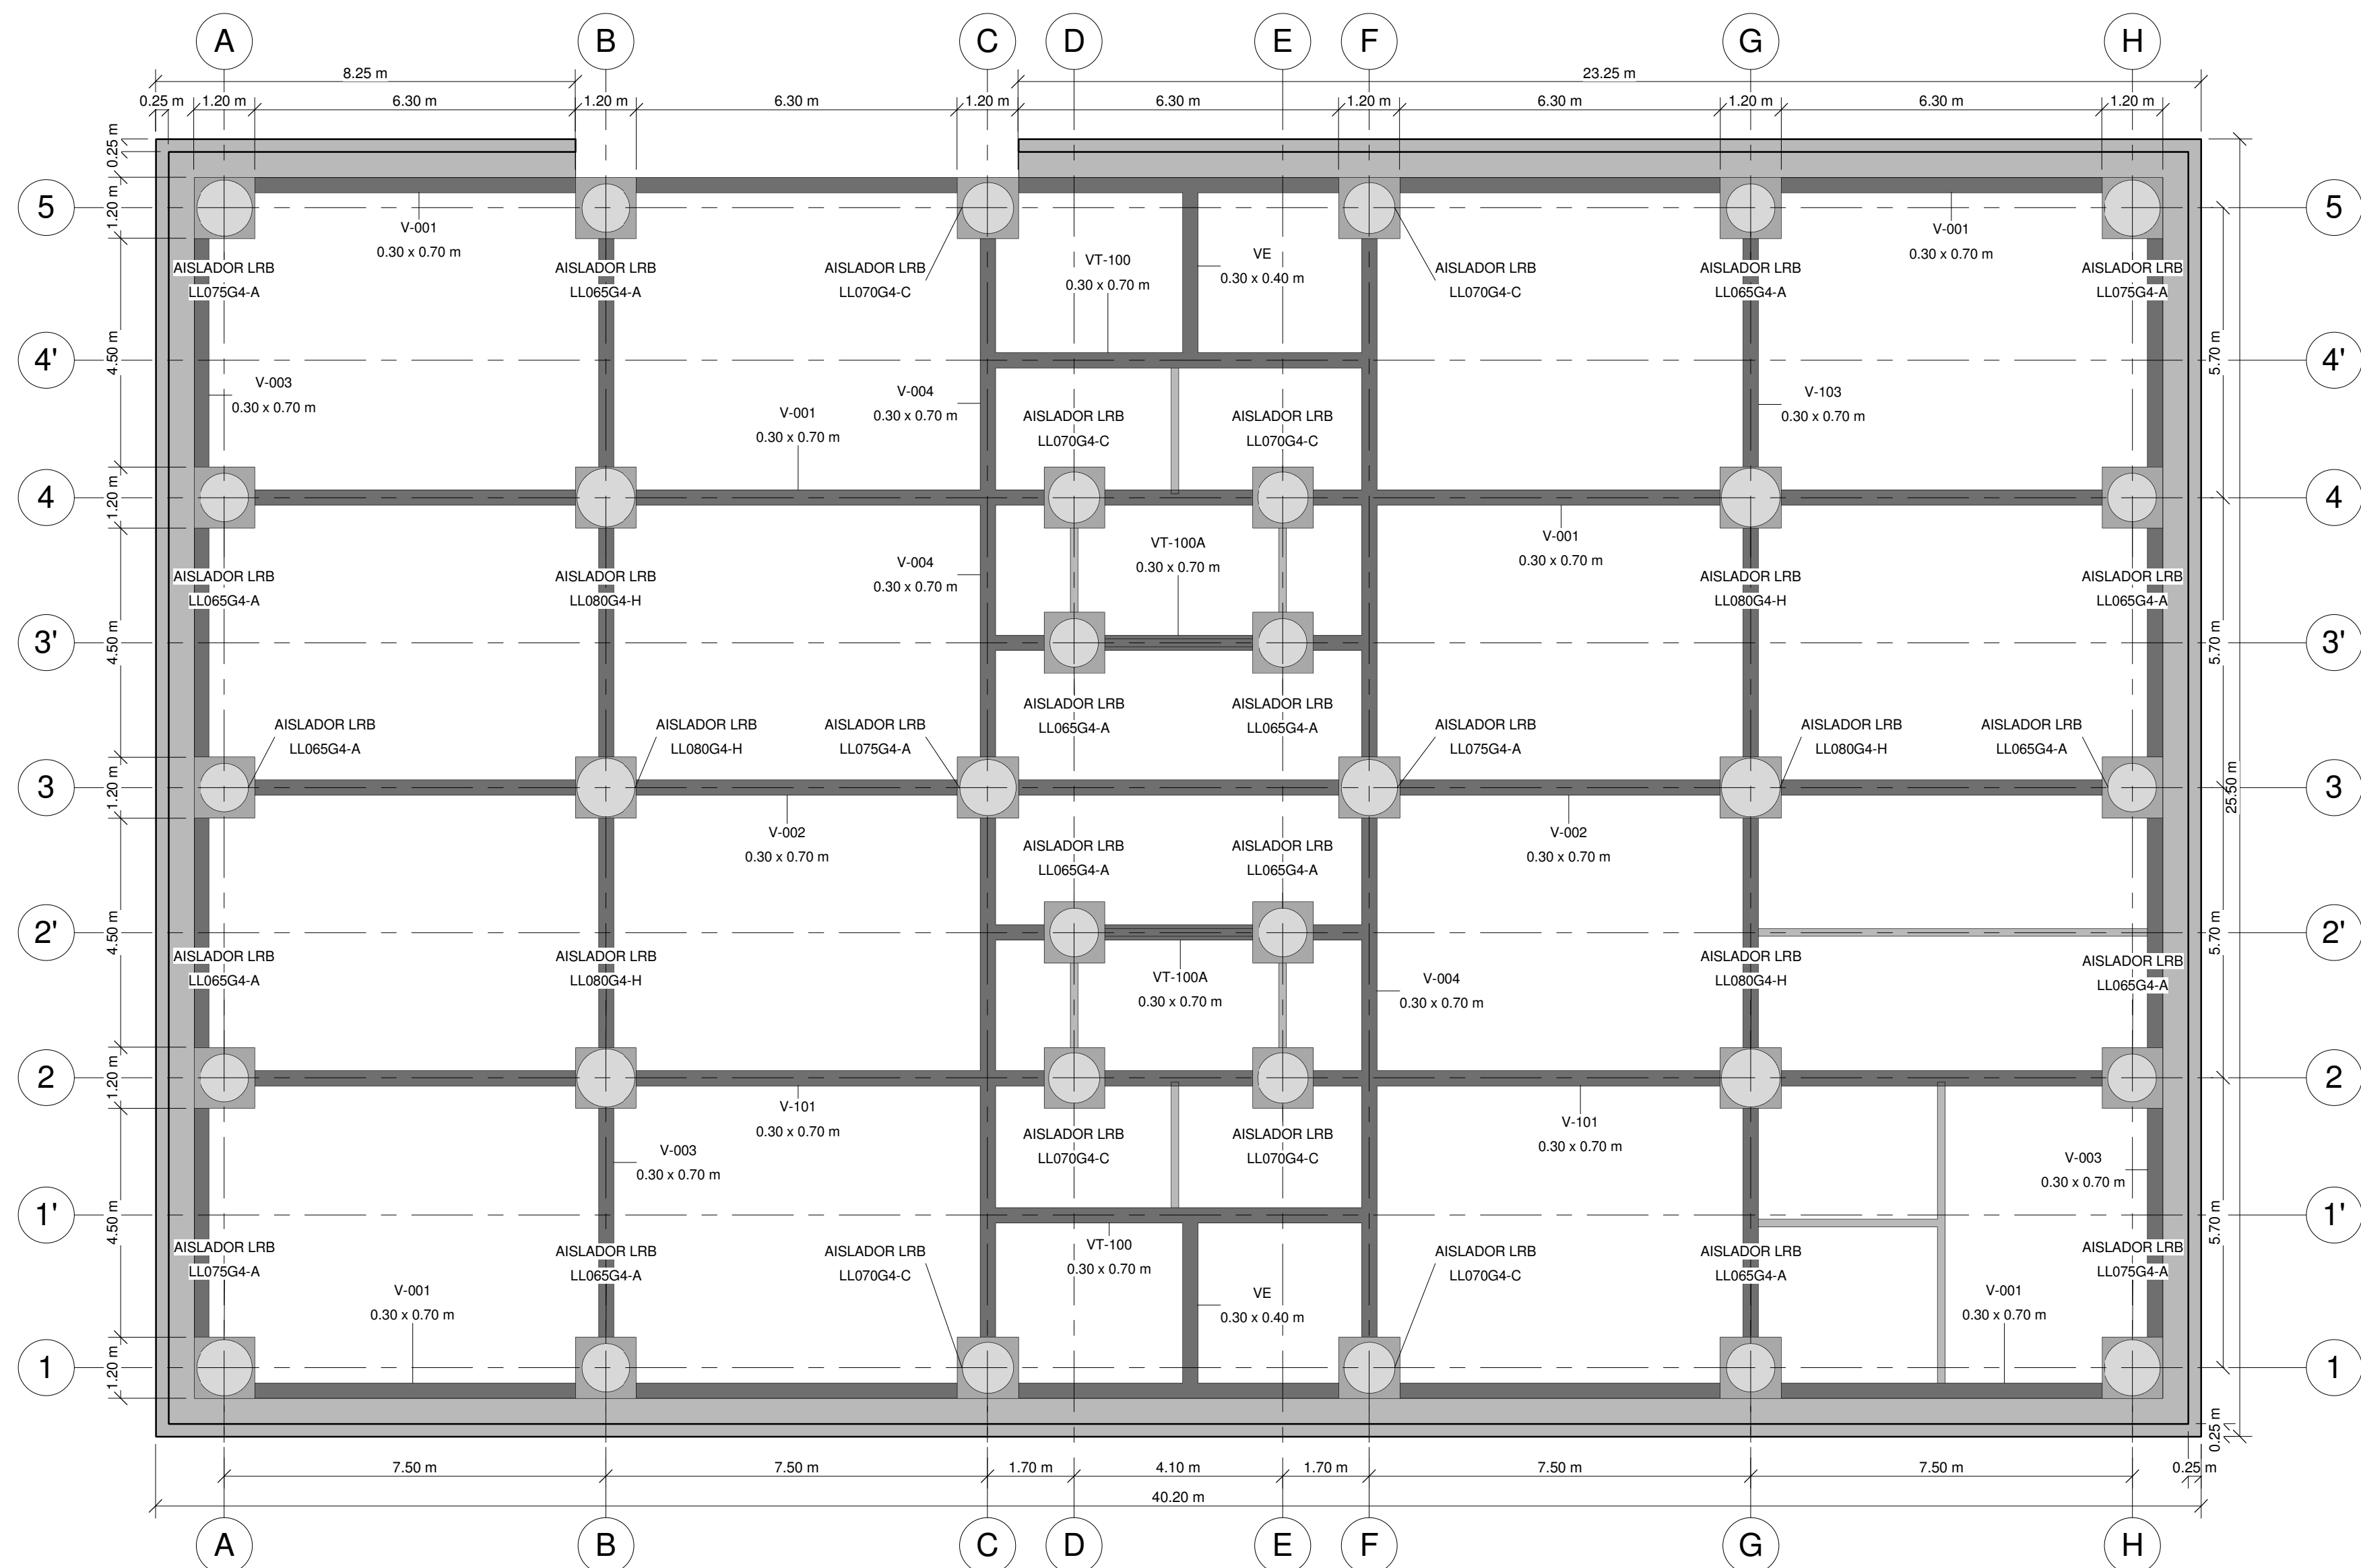 A B C D E F G H
8.25 m 23.25 m
0.25 m 1.20 m 6.30 m 1.20 m 6.30 m 1.20 m 6.30 m 1.20 m 6.30 m 1.20 m 6.30 m 1.20 m
0.25 m
5 1.20 m 5
V-001 V-001
0.30 x 0.70 m 0.30 x 0.70 m
VT-100 VE
0.30 x 0.70 m 0.30 x 0.40 m
AISLADOR LRB AISLADOR LRB AISLADOR LRB AISLADOR LRB AISLADOR LRB AISLADOR LRB
LL075G4-A LL065G4-A LL070G4-C LL070G4-C LL065G4-A LL075G4-A
4' 4.50 m 5.70 m 4'
V-003 V-004 V-103
0.30 x 0.70 m 0.30 x 0.70 m 0.30 x 0.70 m
V-001 AISLADOR LRB AISLADOR LRB
0.30 x 0.70 m LL070G4-C LL070G4-C
4 1.20 m 4
V-004 VT-100A V-001
0.30 x 0.70 m 0.30 x 0.70 m 0.30 x 0.70 m
AISLADOR LRB AISLADOR LRB AISLADOR LRB AISLADOR LRB
LL065G4-A LL080G4-H LL080G4-H LL065G4-A
3' 4.50 m 5.70 m 3'
AISLADOR LRB AISLADOR LRB
LL065G4-A LL065G4-A
AISLADOR LRB AISLADOR LRB AISLADOR LRB AISLADOR LRB AISLADOR LRB AISLADOR LRB
LL065G4-A LL080G4-H LL075G4-A LL075G4-A LL080G4-H LL065G4-A
3 1.20 m 25.50 m 3
V-002 V-002
0.30 x 0.70 m 0.30 x 0.70 m
AISLADOR LRB AISLADOR LRB
LL065G4-A LL065G4-A
2' 4.50 m 5.70 m 2'
AISLADOR LRB AISLADOR LRB AISLADOR LRB AISLADOR LRB
LL065G4-A LL080G4-H LL080G4-H LL065G4-A
VT-100A V-004
0.30 x 0.70 m 0.30 x 0.70 m
2 1.20 m 2
V-101 V-101
0.30 x 0.70 m 0.30 x 0.70 m
AISLADOR LRB AISLADOR LRB
LL070G4-C LL070G4-C
V-003 V-003
0.30 x 0.70 m 0.30 x 0.70 m
1' 4.50 m 5.70 m 1'
VT-100
0.30 x 0.70 m
AISLADOR LRB AISLADOR LRB AISLADOR LRB AISLADOR LRB AISLADOR LRB AISLADOR LRB
LL075G4-A LL065G4-A LL070G4-C LL070G4-C LL065G4-A LL075G4-A
V-001 VE V-001
0.30 x 0.70 m 0.30 x 0.40 m 0.30 x 0.70 m
1 1.20 m 1
0.25 m
7.50 m 7.50 m 1.70 m 4.10 m 1.70 m 7.50 m 7.50 m 0.25 m
40.20 m
A B C D E F G H